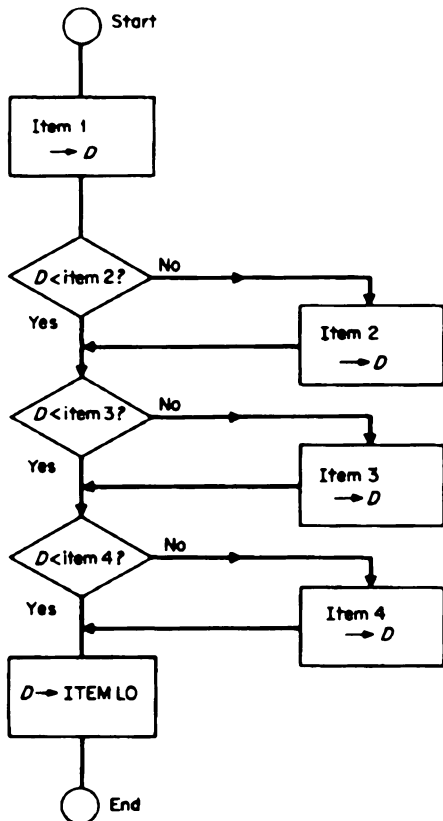 Start
Item 1
→ D
D < item 2?
No
Yes
Item 2
→ D
D < item 3?
No
Yes
Item 3
→ D
D < item 4?
No
Yes
Item 4
→ D
D → ITEM LO
End